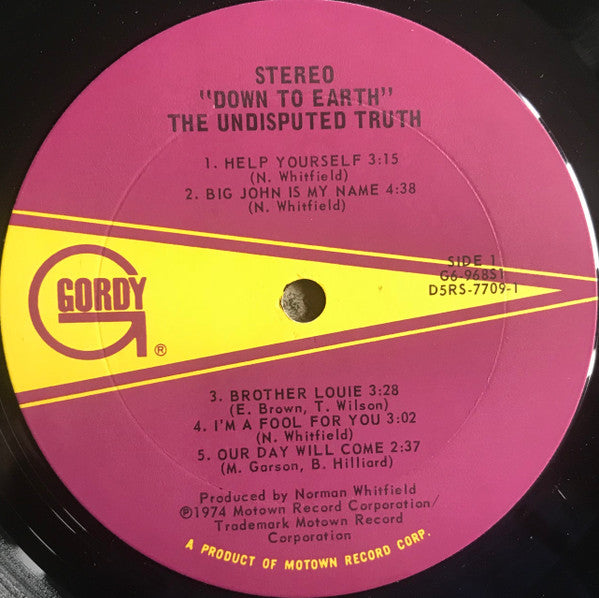 STEREO
"DOWN TO EARTH"
THE UNDISPUTED TRUTH
1. HELP YOURSELF 3:15
(N. Whitfield)
2. BIG JOHN IS MY NAME 4:38
(N. Whitfield)
GORDY
®
SIDE 1
G6-968S1
D5RS-7709-1
3. BROTHER LOUIE 3:28
(E. Brown, T. Wilson)
4. I'M A FOOL FOR YOU 3:02
(N. Whitfield)
5. OUR DAY WILL COME 2:37
(M. Garson, B. Hilliard)
Produced by Norman Whitfield
℗1974 Motown Record Corporation/
Trademark Motown Record
Corporation
A PRODUCT OF MOTOWN RECORD CORP.